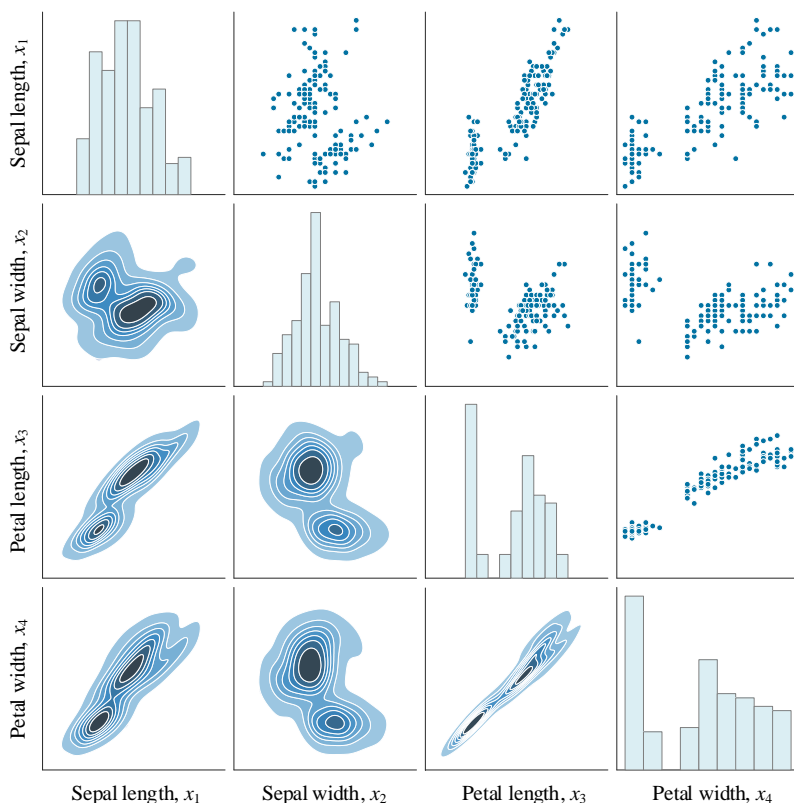 Sepal length, x₁
Sepal width, x₂
Petal length, x₃
Petal width, x₄
Sepal length, x₁
Sepal width, x₂
Petal length, x₃
Petal width, x₄